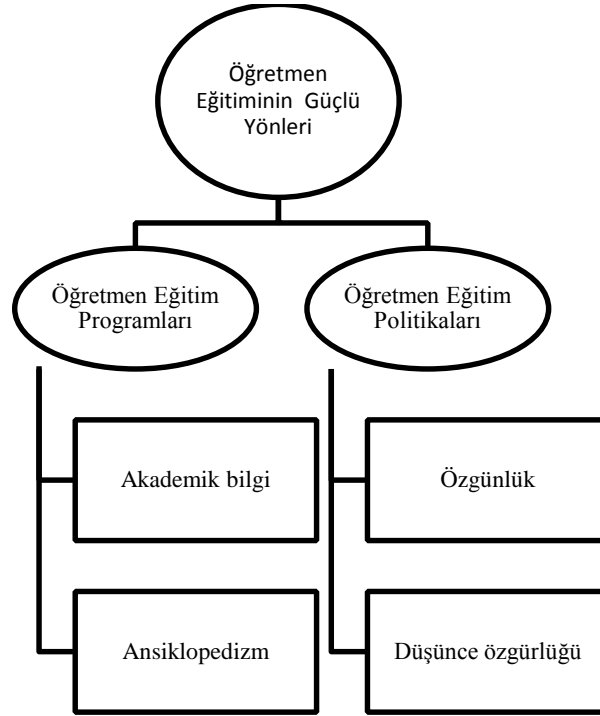 Öğretmen
Eğitiminin Güçlü
Yönleri
Öğretmen Eğitim
Programları
Öğretmen Eğitim
Politikaları
Akademik bilgi
Özgünlük
Ansiklopedizm
Düşünce özgürlüğü